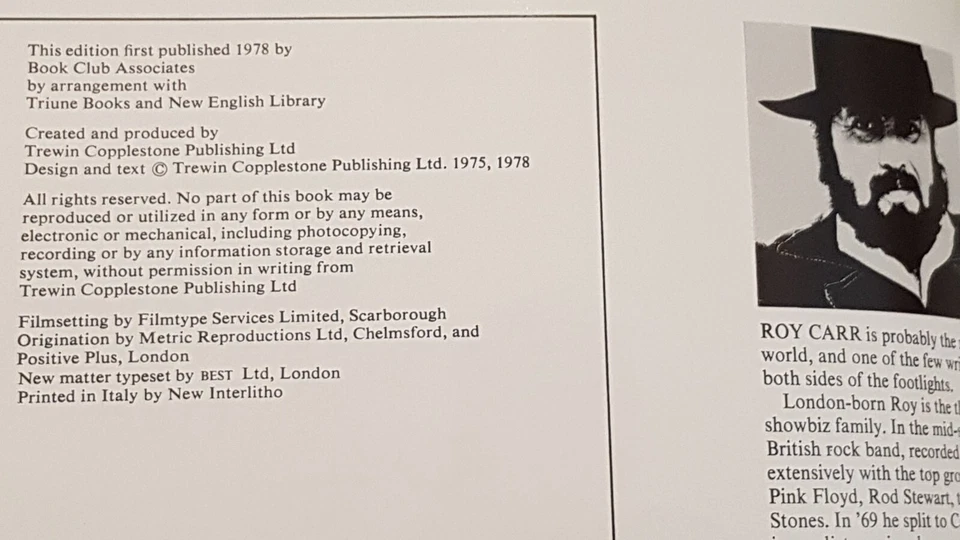 This edition first published 1978 by
Book Club Associates
by arrangement with
Triune Books and New English Library
Created and produced by
Trewin Copplestone Publishing Ltd
Design and text © Trewin Copplestone Publishing Ltd. 1975, 1978
All rights reserved. No part of this book may be
reproduced or utilized in any form or by any means,
electronic or mechanical, including photocopying,
recording or by any information storage and retrieval
system, without permission in writing from
Trewin Copplestone Publishing Ltd
Filmsetting by Filmtype Services Limited, Scarborough
Origination by Metric Reproductions Ltd, Chelmsford, and
Positive Plus, London
New matter typeset by BEST Ltd, London
Printed in Italy by New Interlitho
ROY CARR is probably the
world, and one of the few
both sides of the footlights.
London-born Roy is the
showbiz family. In the
British rock band, recorded
extensively with the top
Pink Floyd, Rod Stewart,
Stones. In '69 he split to